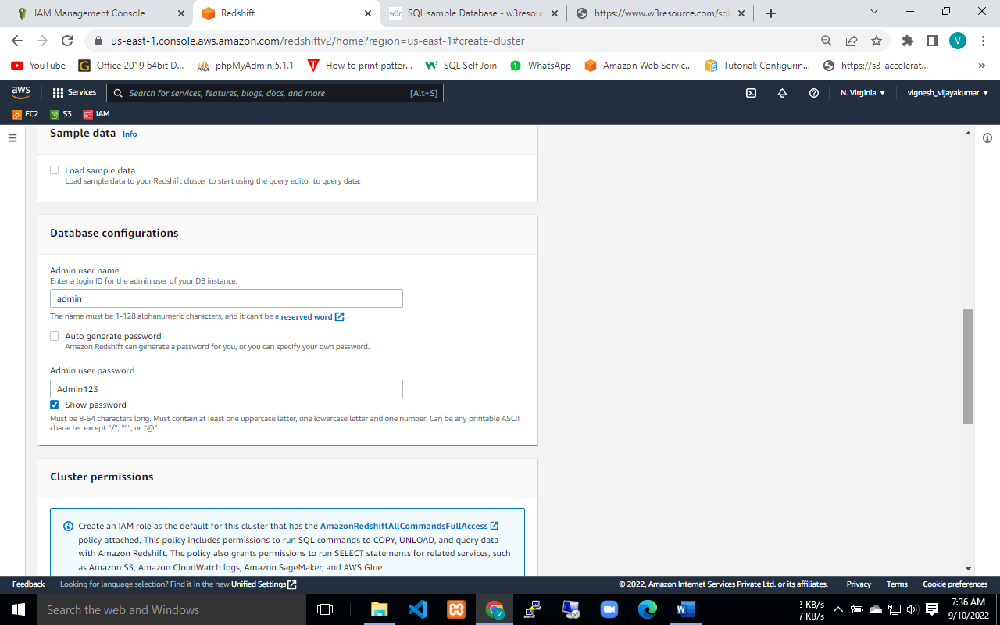 IAM Management Console
Redshift
w3r SQL sample Database - w3resour
https://www.w3resource.com/sql
us-east-1.console.aws.amazon.com/redshiftv2/home?region=us-east-1#create-cluster
V
YouTube
Office 2019 64bit D...
PMA phpMyAdmin 5.1.1
How to print patter...
SQL Self Join
1 WhatsApp
Amazon Web Servic...
Tutorial: Configurin...
https://s3-accelerat...
»
aws
Services
Search for services, features, blogs, docs, and more [Alt+S]
N. Virginia
vignesh_vijayakumar
EC2
S3
IAM
Sample data Info
Load sample data
Load sample data to your Redshift cluster to start using the query editor to query data.
Database configurations
Admin user name
Enter a login ID for the admin user of your DB instance.
admin
The name must be 1-128 alphanumeric characters, and it can't be a reserved word.
Auto generate password
Amazon Redshift can generate a password for you, or you can specify your own password.
Admin user password
Admin123
Show password
Must be 8-64 characters long. Must contain at least one uppercase letter, one lowercase letter and one number. Can be any printable ASCII
character except "/", """, or "@".
Cluster permissions
Create an IAM role as the default for this cluster that has the AmazonRedshiftAllCommandsFullAccess
policy attached. This policy includes permissions to run SQL commands to COPY, UNLOAD, and query data
with Amazon Redshift. The policy also grants permissions to run SELECT statements for related services, such
as Amazon S3, Amazon CloudWatch logs, Amazon SageMaker, and AWS Glue.
Feedback
Looking for language selection? Find it in the new Unified Settings
© 2022, Amazon Internet Services Private Ltd. or its affiliates.
Privacy
Terms
Cookie preferences
Search the web and Windows
KB/s
7 KB/s
7:36 AM
9/10/2022